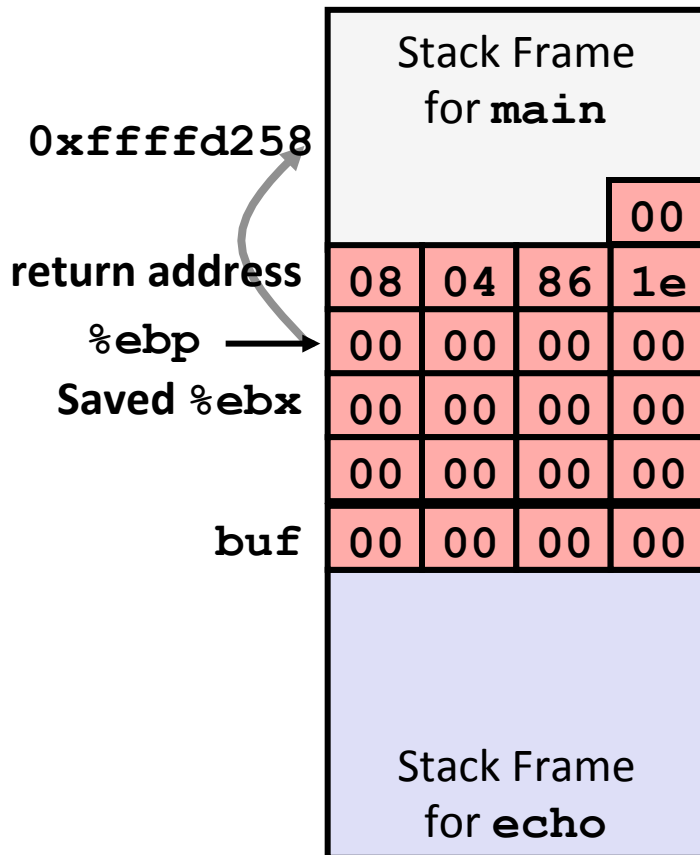 Stack Frame
for main
0xffffd258
00
return address 08 04 86 1e
%ebp 00 00 00 00
Saved %ebx 00 00 00 00
00 00 00 00
buf 00 00 00 00
Stack Frame
for echo